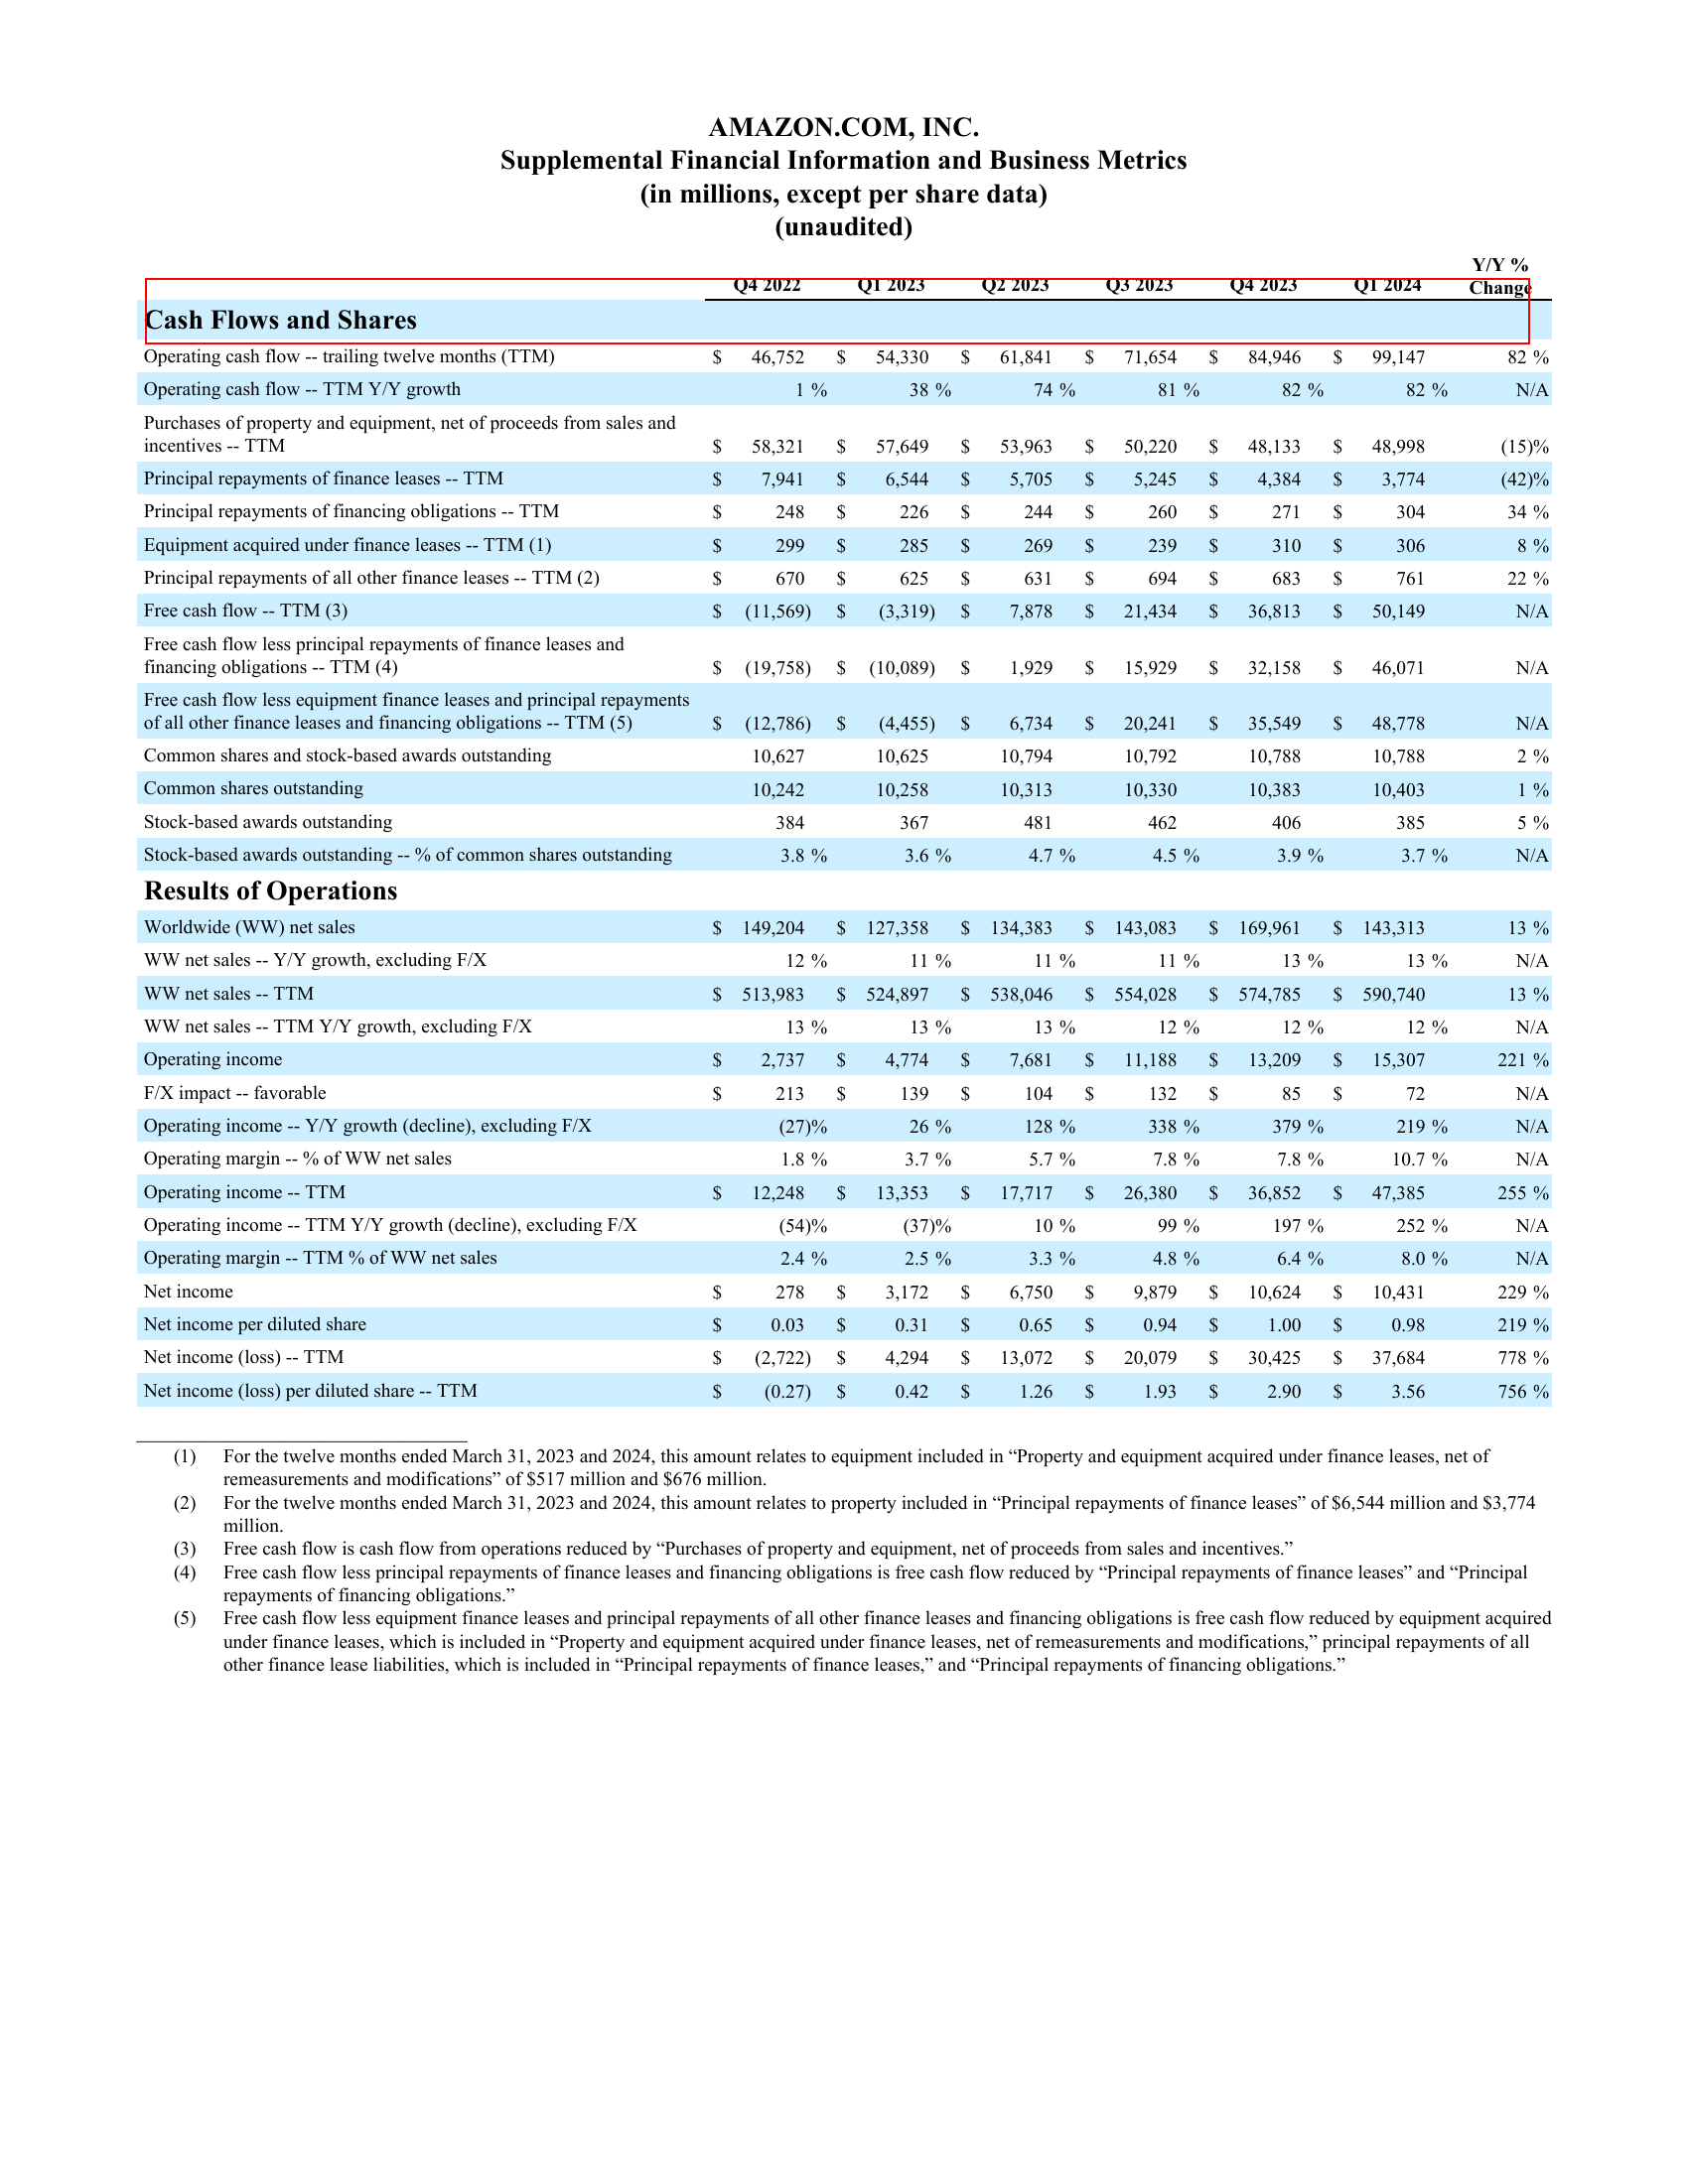 AMAZON.COM, INC.
Supplemental Financial Information and Business Metrics
(in millions, except per share data)
(unaudited)
Y/Y %
Q4 2022 Q1 2023 Q2 2023 Q3 2023 Q4 2023 Q1 2024 Change
Cash Flows and Shares
Operating cash flow -- trailing twelve months (TTM) $ 46,752 $ 54,330 $ 61,841 $ 71,654 $ 84,946 $ 99,147 82 %
Operating cash flow -- TTM Y/Y growth 1 % 38 % 74 % 81 % 82 % 82 % N/A
Purchases of property and equipment, net of proceeds from sales and
incentives -- TTM $ 58,321 $ 57,649 $ 53,963 $ 50,220 $ 48,133 $ 48,998 (15)%
Principal repayments of finance leases -- TTM $ 7,941 $ 6,544 $ 5,705 $ 5,245 $ 4,384 $ 3,774 (42)%
Principal repayments of financing obligations -- TTM $ 248 $ 226 $ 244 $ 260 $ 271 $ 304 34 %
Equipment acquired under finance leases -- TTM (1) $ 299 $ 285 $ 269 $ 239 $ 310 $ 306 8 %
Principal repayments of all other finance leases -- TTM (2) $ 670 $ 625 $ 631 $ 694 $ 683 $ 761 22 %
Free cash flow -- TTM (3) $ (11,569) $ (3,319) $ 7,878 $ 21,434 $ 36,813 $ 50,149 N/A
Free cash flow less principal repayments of finance leases and
financing obligations -- TTM (4) $ (19,758) $ (10,089) $ 1,929 $ 15,929 $ 32,158 $ 46,071 N/A
Free cash flow less equipment finance leases and principal repayments
of all other finance leases and financing obligations -- TTM (5) $ (12,786) $ (4,455) $ 6,734 $ 20,241 $ 35,549 $ 48,778 N/A
Common shares and stock-based awards outstanding 10,627 10,625 10,794 10,792 10,788 10,788 2 %
Common shares outstanding 10,242 10,258 10,313 10,330 10,383 10,403 1 %
Stock-based awards outstanding 384 367 481 462 406 385 5 %
Stock-based awards outstanding -- % of common shares outstanding 3.8 % 3.6 % 4.7 % 4.5 % 3.9 % 3.7 % N/A
Results of Operations
Worldwide (WW) net sales $ 149,204 $ 127,358 $ 134,383 $ 143,083 $ 169,961 $ 143,313 13 %
WW net sales -- Y/Y growth, excluding F/X 12 % 11 % 11 % 11 % 13 % 13 % N/A
WW net sales -- TTM $ 513,983 $ 524,897 $ 538,046 $ 554,028 $ 574,785 $ 590,740 13 %
WW net sales -- TTM Y/Y growth, excluding F/X 13 % 13 % 13 % 12 % 12 % 12 % N/A
Operating income $ 2,737 $ 4,774 $ 7,681 $ 11,188 $ 13,209 $ 15,307 221 %
F/X impact -- favorable $ 213 $ 139 $ 104 $ 132 $ 85 $ 72 N/A
Operating income -- Y/Y growth (decline), excluding F/X (27)% 26 % 128 % 338 % 379 % 219 % N/A
Operating margin -- % of WW net sales 1.8 % 3.7 % 5.7 % 7.8 % 7.8 % 10.7 % N/A
Operating income -- TTM $ 12,248 $ 13,353 $ 17,717 $ 26,380 $ 36,852 $ 47,385 255 %
Operating income -- TTM Y/Y growth (decline), excluding F/X (54)% (37)% 10 % 99 % 197 % 252 % N/A
Operating margin -- TTM % of WW net sales 2.4 % 2.5 % 3.3 % 4.8 % 6.4 % 8.0 % N/A
Net income $ 278 $ 3,172 $ 6,750 $ 9,879 $ 10,624 $ 10,431 229 %
Net income per diluted share $ 0.03 $ 0.31 $ 0.65 $ 0.94 $ 1.00 $ 0.98 219 %
Net income (loss) -- TTM $ (2,722) $ 4,294 $ 13,072 $ 20,079 $ 30,425 $ 37,684 778 %
Net income (loss) per diluted share -- TTM $ (0.27) $ 0.42 $ 1.26 $ 1.93 $ 2.90 $ 3.56 756 %
(1) For the twelve months ended March 31, 2023 and 2024, this amount relates to equipment included in “Property and equipment acquired under finance leases, net of
remeasurements and modifications” of $517 million and $676 million.
(2) For the twelve months ended March 31, 2023 and 2024, this amount relates to property included in “Principal repayments of finance leases” of $6,544 million and $3,774
million.
(3) Free cash flow is cash flow from operations reduced by “Purchases of property and equipment, net of proceeds from sales and incentives.”
(4) Free cash flow less principal repayments of finance leases and financing obligations is free cash flow reduced by “Principal repayments of finance leases” and “Principal
repayments of financing obligations.”
(5) Free cash flow less equipment finance leases and principal repayments of all other finance leases and financing obligations is free cash flow reduced by equipment acquired
under finance leases, which is included in “Property and equipment acquired under finance leases, net of remeasurements and modifications,” principal repayments of all
other finance lease liabilities, which is included in “Principal repayments of finance leases,” and “Principal repayments of financing obligations.”